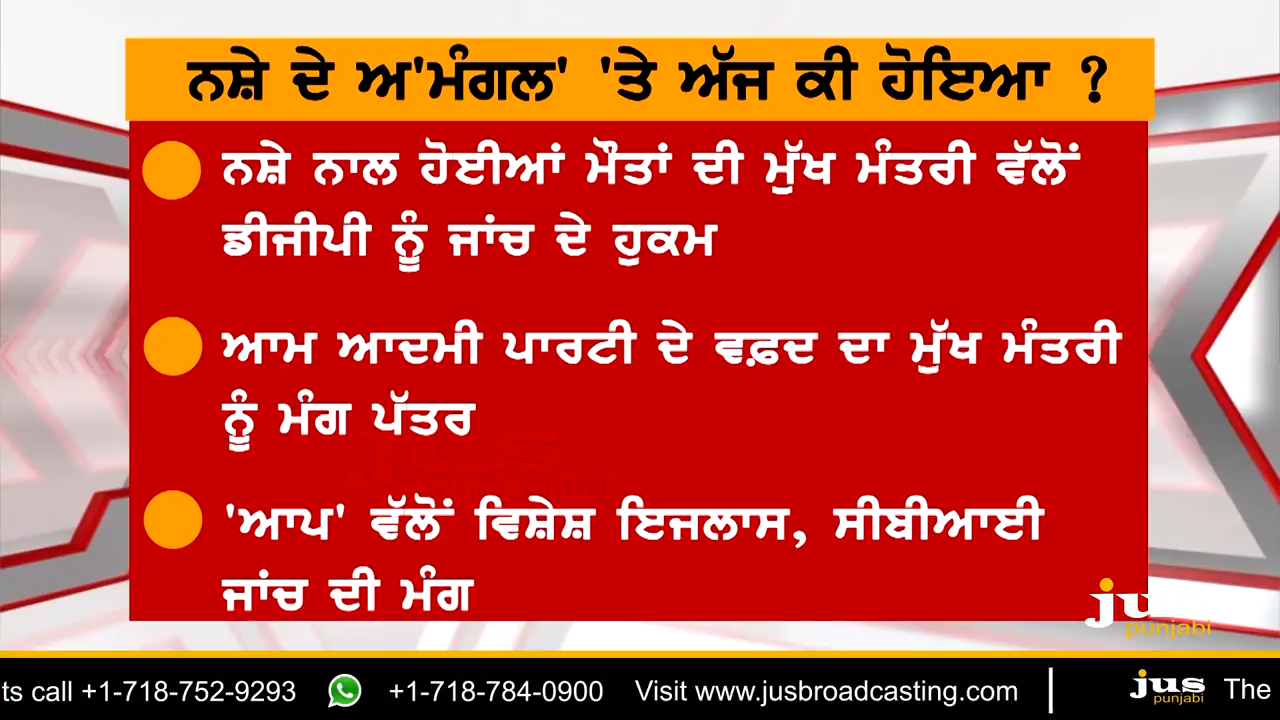 ਨਸ਼ੇ ਦੇ ਅ'ਮੰਗਲ' 'ਤੇ ਅੱਜ ਕੀ ਹੋਇਆ ?
ਨਸ਼ੇ ਨਾਲ ਹੋਈਆਂ ਮੌਤਾਂ ਦੀ ਮੁੱਖ ਮੰਤਰੀ ਵੱਲੋਂ
ਡੀਜੀਪੀ ਨੂੰ ਜਾਂਚ ਦੇ ਹੁਕਮ
ਆਮ ਆਦਮੀ ਪਾਰਟੀ ਦੇ ਵਫ਼ਦ ਦਾ ਮੁੱਖ ਮੰਤਰੀ
ਨੂੰ ਮੰਗ ਪੱਤਰ
'ਆਪ' ਵੱਲੋਂ ਵਿਸ਼ੇਸ਼ ਇਜਲਾਸ, ਸੀਬੀਆਈ
ਜਾਂਚ ਦੀ ਮੰਗ
jus
punjabi
ts call +1-718-752-9293 +1-718-784-0900 Visit www.jusbroadcasting.com | jus punjabi The